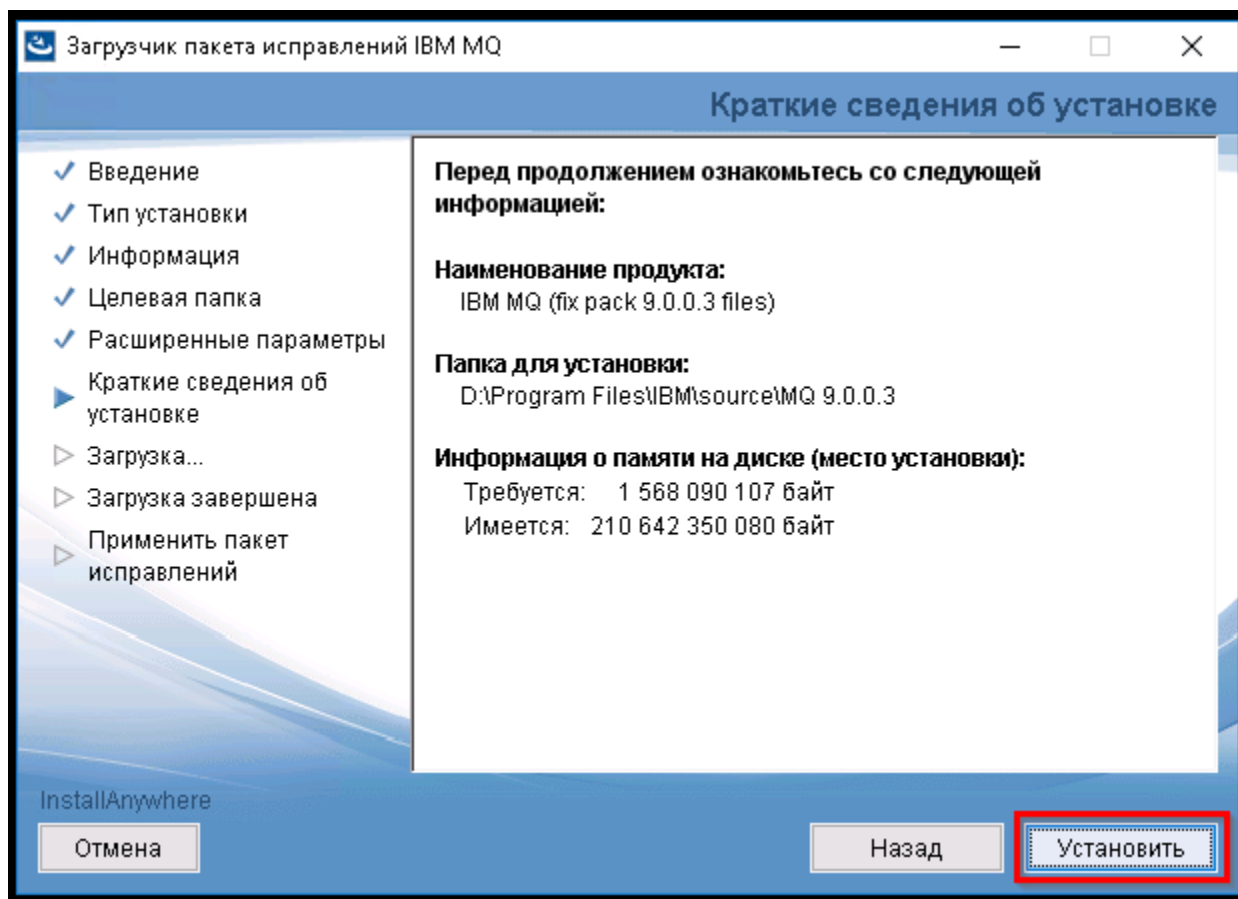 Загрузчик пакета исправлений IBM MQ
Краткие сведения об установке
Введение
Тип установки
Информация
Целевая папка
Расширенные параметры
Краткие сведения об
установке
Загрузка...
Загрузка завершена
Применить пакет
исправлений
Перед продолжением ознакомьтесь со следующей
информацией:
Наименование продукта:
IBM MQ (fix pack 9.0.0.3 files)
Папка для установки:
D:\Program Files\IBM\source\MQ 9.0.0.3
Информация о памяти на диске (место установки):
Требуется: 1 568 090 107 байт
Имеется: 210 642 350 080 байт
InstallAnywhere
Отмена
Назад
Установить